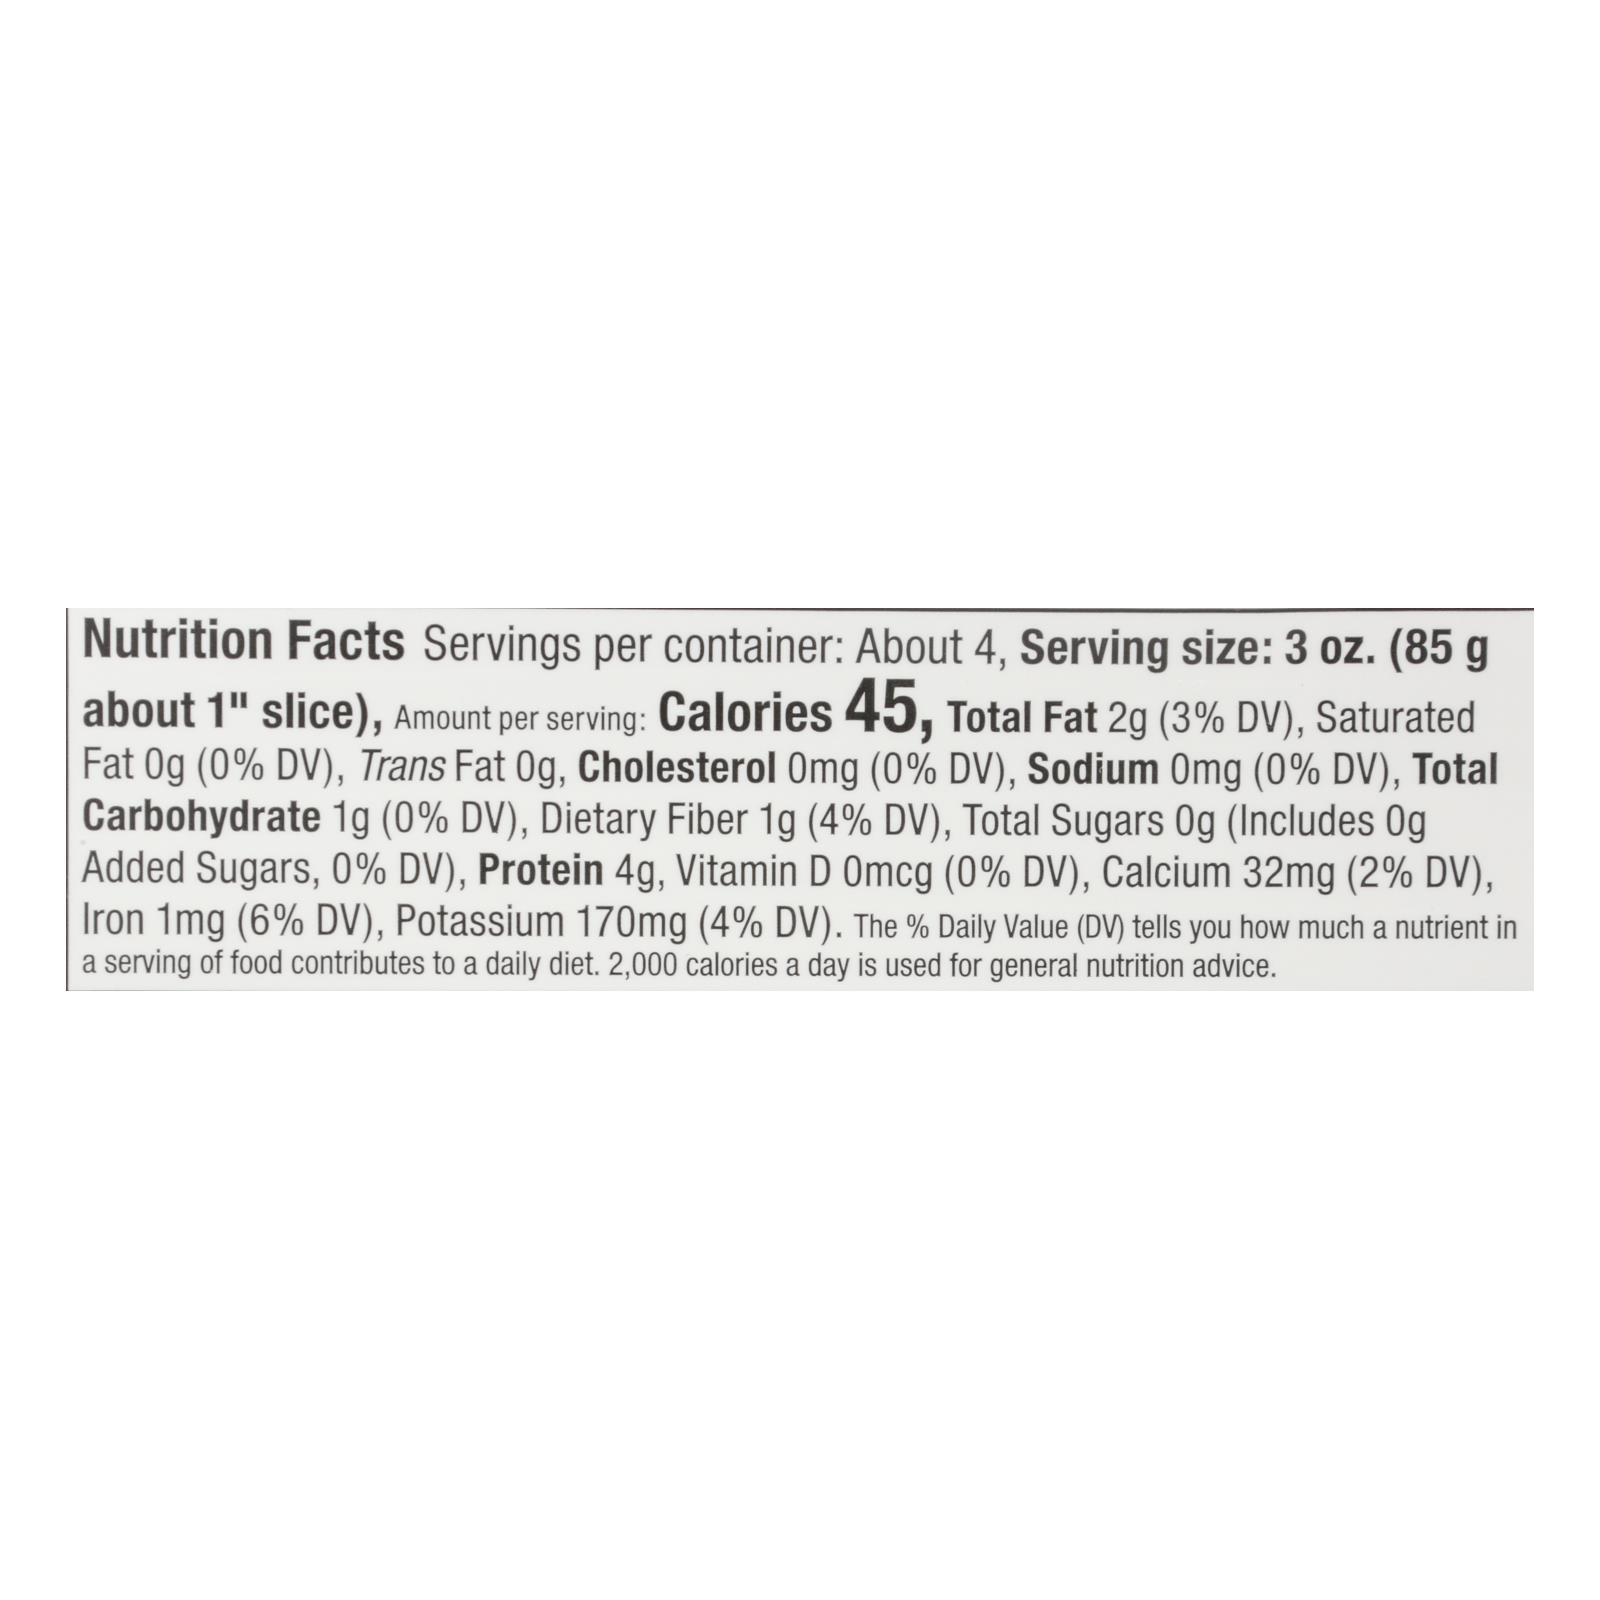 Nutrition Facts Servings per container: About 4, Serving size: 3 oz. (85 g
about 1" slice), Amount per serving: Calories 45, Total Fat 2g (3% DV), Saturated
Fat 0g (0% DV), Trans Fat 0g, Cholesterol 0mg (0% DV), Sodium 0mg (0% DV), Total
Carbohydrate 1g (0% DV), Dietary Fiber 1g (4% DV), Total Sugars 0g (Includes 0g
Added Sugars, 0% DV), Protein 4g, Vitamin D 0mcg (0% DV), Calcium 32mg (2% DV),
Iron 1mg (6% DV), Potassium 170mg (4% DV). The % Daily Value (DV) tells you how much a nutrient in
a serving of food contributes to a daily diet. 2,000 calories a day is used for general nutrition advice.